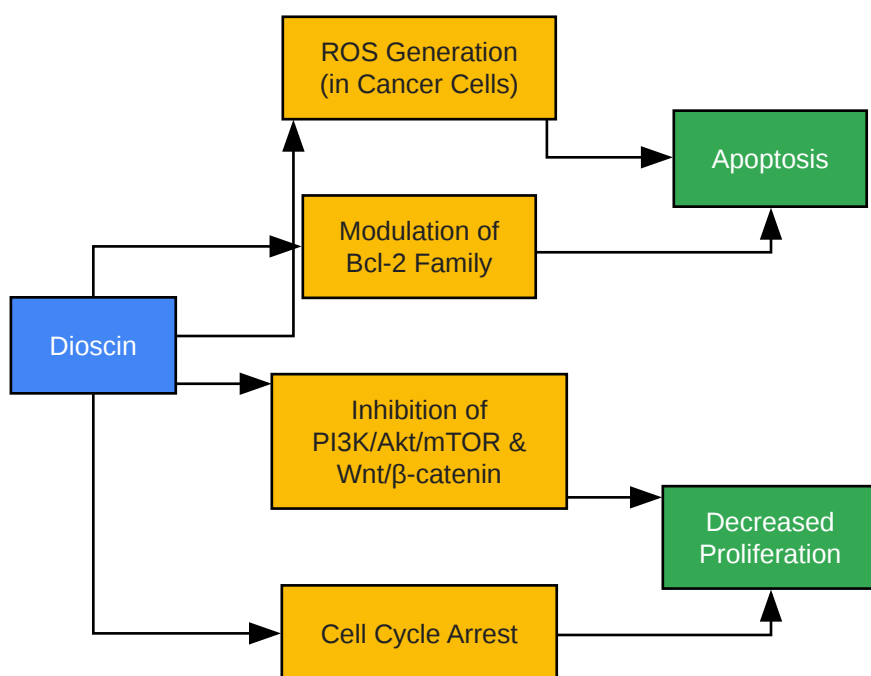 ROS Generation
(in Cancer Cells)
Apoptosis
Modulation of
Bcl-2 Family
Dioscin
Inhibition of
PI3K/Akt/mTOR &
Wnt/β-catenin
Decreased
Proliferation
Cell Cycle Arrest